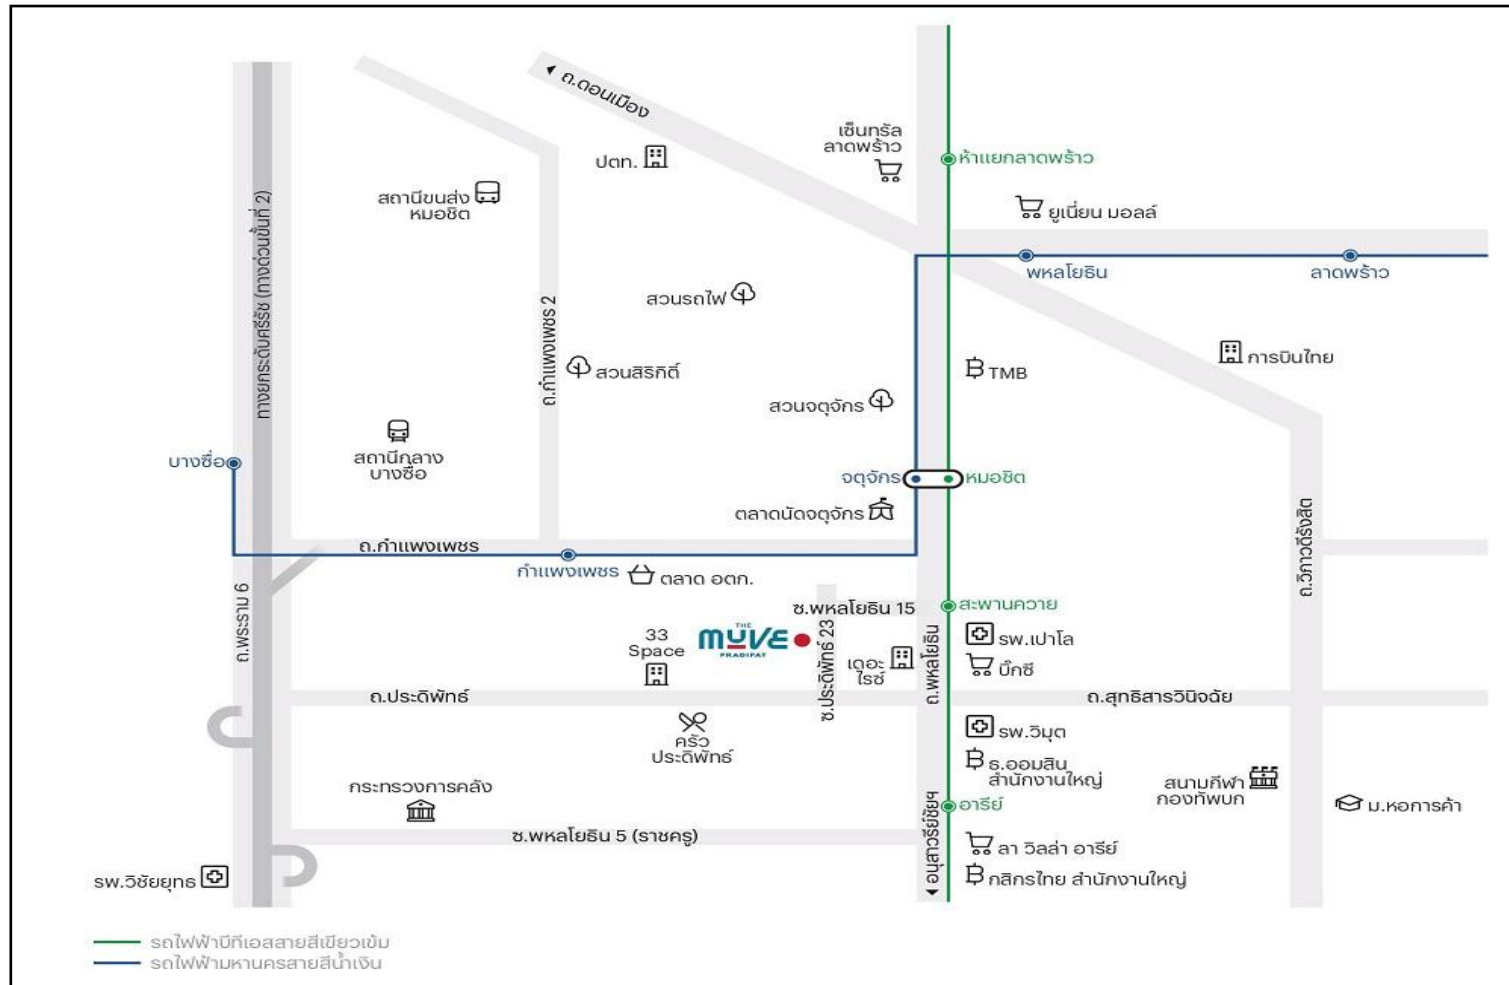 ถ.ดอนเมือง
เซ็นทรัล
ลาดพร้าว
ห้าแยกลาดพร้าว
ปตท.
สถานีขนส่ง
หมอชิต
ยูเนี่ยน มอลล์
พหลโยธิน
ลาดพร้าว
ทางยกระดับศรีรัช (ทางด่วนขั้นที่ 2)
ถ.กำแพงเพชร 2
สวนรถไฟ
สวนสิริกิติ์
การบินไทย
TMB
สวนจตุจักร
บางซื่อ
สถานีกลาง
บางซื่อ
จตุจักร
หมอชิต
ตลาดนัดจตุจักร
ถ.กำแพงเพชร
กำแพงเพชร
ตลาด อตก.
ถ.วิภาวดีรังสิต
ถ.พระราม 6
ซ.พหลโยธิน 15
สะพานควาย
33
Space
THE
MUVE
PRADIPAT
ซ.ประดิพัทธ์ 23
เดอะ
ไรซ์
ถ.พหลโยธิน
รพ.เปาโล
บิ๊กซี
ถ.ประดิพัทธ์
ถ.สุทธิสารวินิจฉัย
ครัว
ประดิพัทธ์
รพ.วิมุต
ธ.ออมสิน
สำนักงานใหญ่
สนามกีฬา
กองทัพบก
ม.หอการค้า
กระทรวงการคลัง
อารีย์
ซ.พหลโยธิน 5 (ราชครู)
อนุสาวรีย์ชัยฯ
ลา วิลล่า อารีย์
กสิกรไทย สำนักงานใหญ่
รพ.วิชัยยุทธ
รถไฟฟ้าบีทีเอสสายสีเขียวเข้ม
รถไฟฟ้ามหานครสายสีน้ำเงิน